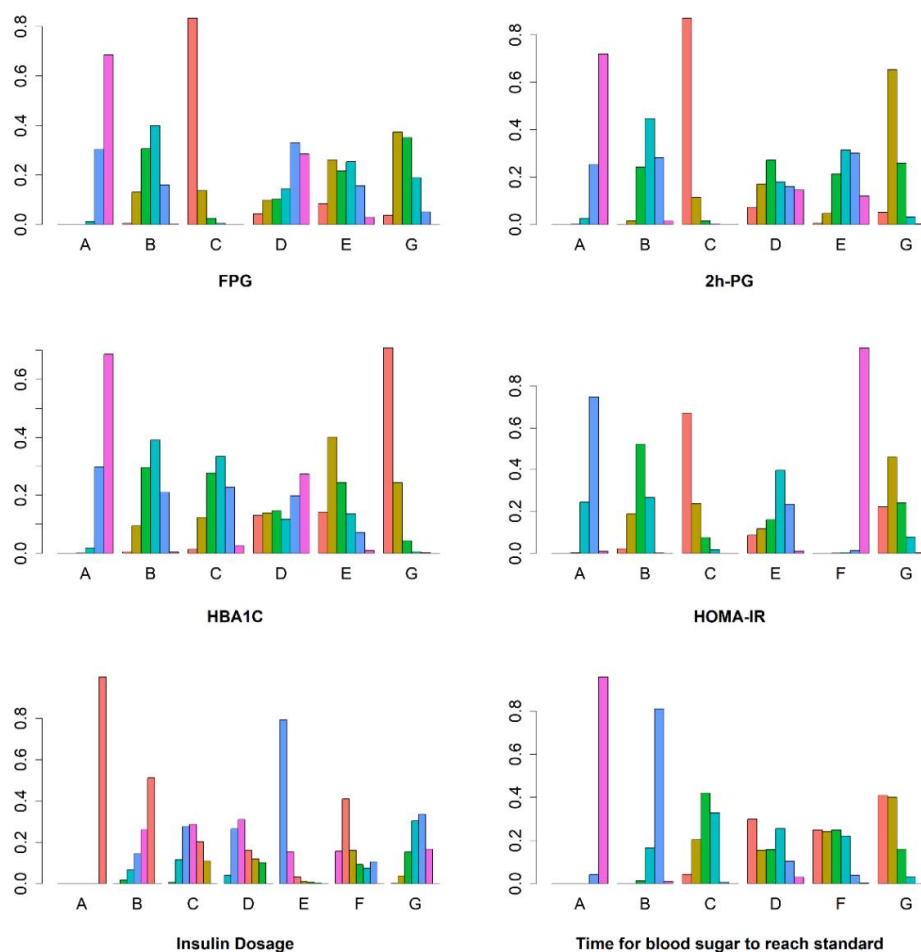 0.0 0.2 0.4 0.6 0.8
A B C D E G
FPG
0.0 0.2 0.4 0.6 0.8
A B C D E G
2h-PG
0.0 0.2 0.4 0.6
A B C D E G
HBA1C
0.0 0.2 0.4 0.6 0.8
A B C E F G
HOMA-IR
0.0 0.2 0.4 0.6 0.8
A B C D E F G
Insulin Dosage
0.0 0.2 0.4 0.6 0.8
A B C D F G
Time for blood sugar to reach standard